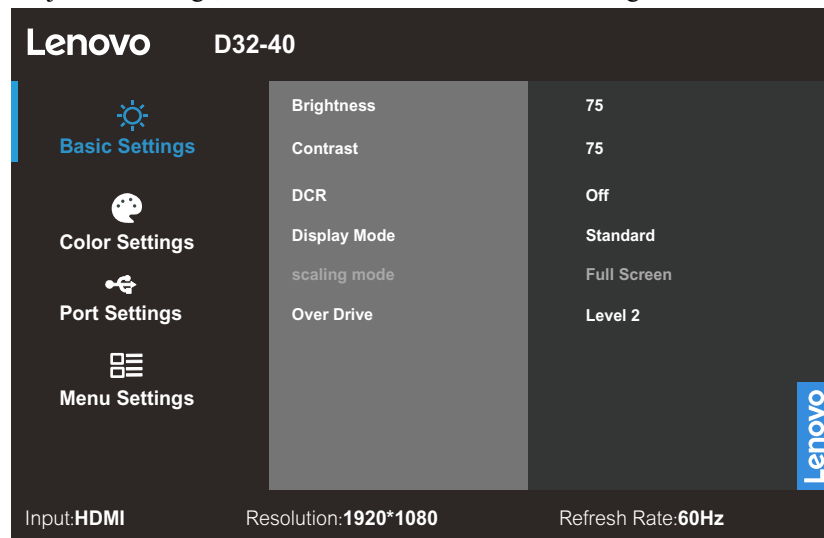 Lenovo D32-40
Basic Settings
Color Settings
Port Settings
Menu Settings
Brightness 75
Contrast 75
DCR Off
Display Mode Standard
scaling mode Full Screen
Over Drive Level 2
Lenovo
Input:HDMI Resolution:1920*1080 Refresh Rate:60Hz